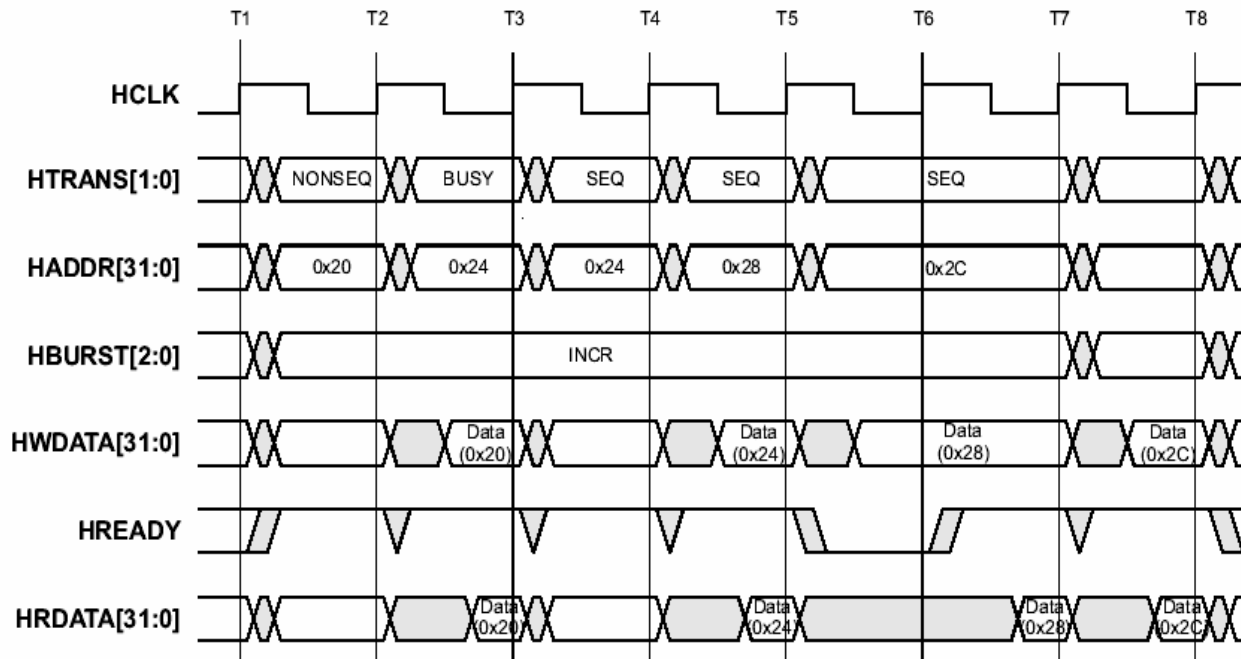 T1 T2 T3 T4 T5 T6 T7 T8
HCLK
HTRANS[1:0] NONSEQ BUSY SEQ SEQ SEQ
HADDR[31:0] 0x20 0x24 0x24 0x28 0x2C
HBURST[2:0] INCR
HWDATA[31:0] Data (0x20) Data (0x24) Data (0x28) Data (0x2C)
HREADY
HRDATA[31:0] Data (0x20) Data (0x24) Data (0x28) Data (0x2C)